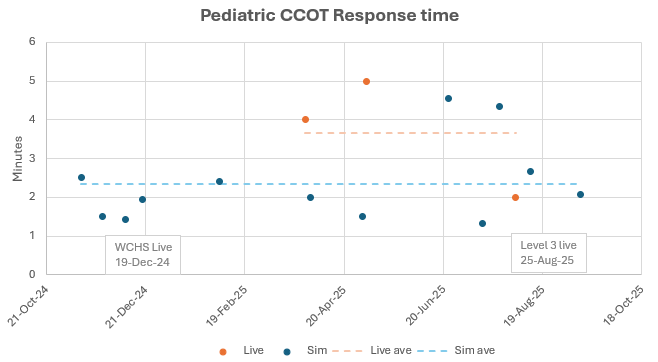 Pediatric CCOT Response time
6
5
4
3
2
1
0
Minutes
WCHS Live
19-Dec-24
Level 3 live
25-Aug-25
21-Oct-24
21-Dec-24
19-Feb-25
20-Apr-25
20-Jun-25
19-Aug-25
18-Oct-25
Live
Sim
Live ave
Sim ave